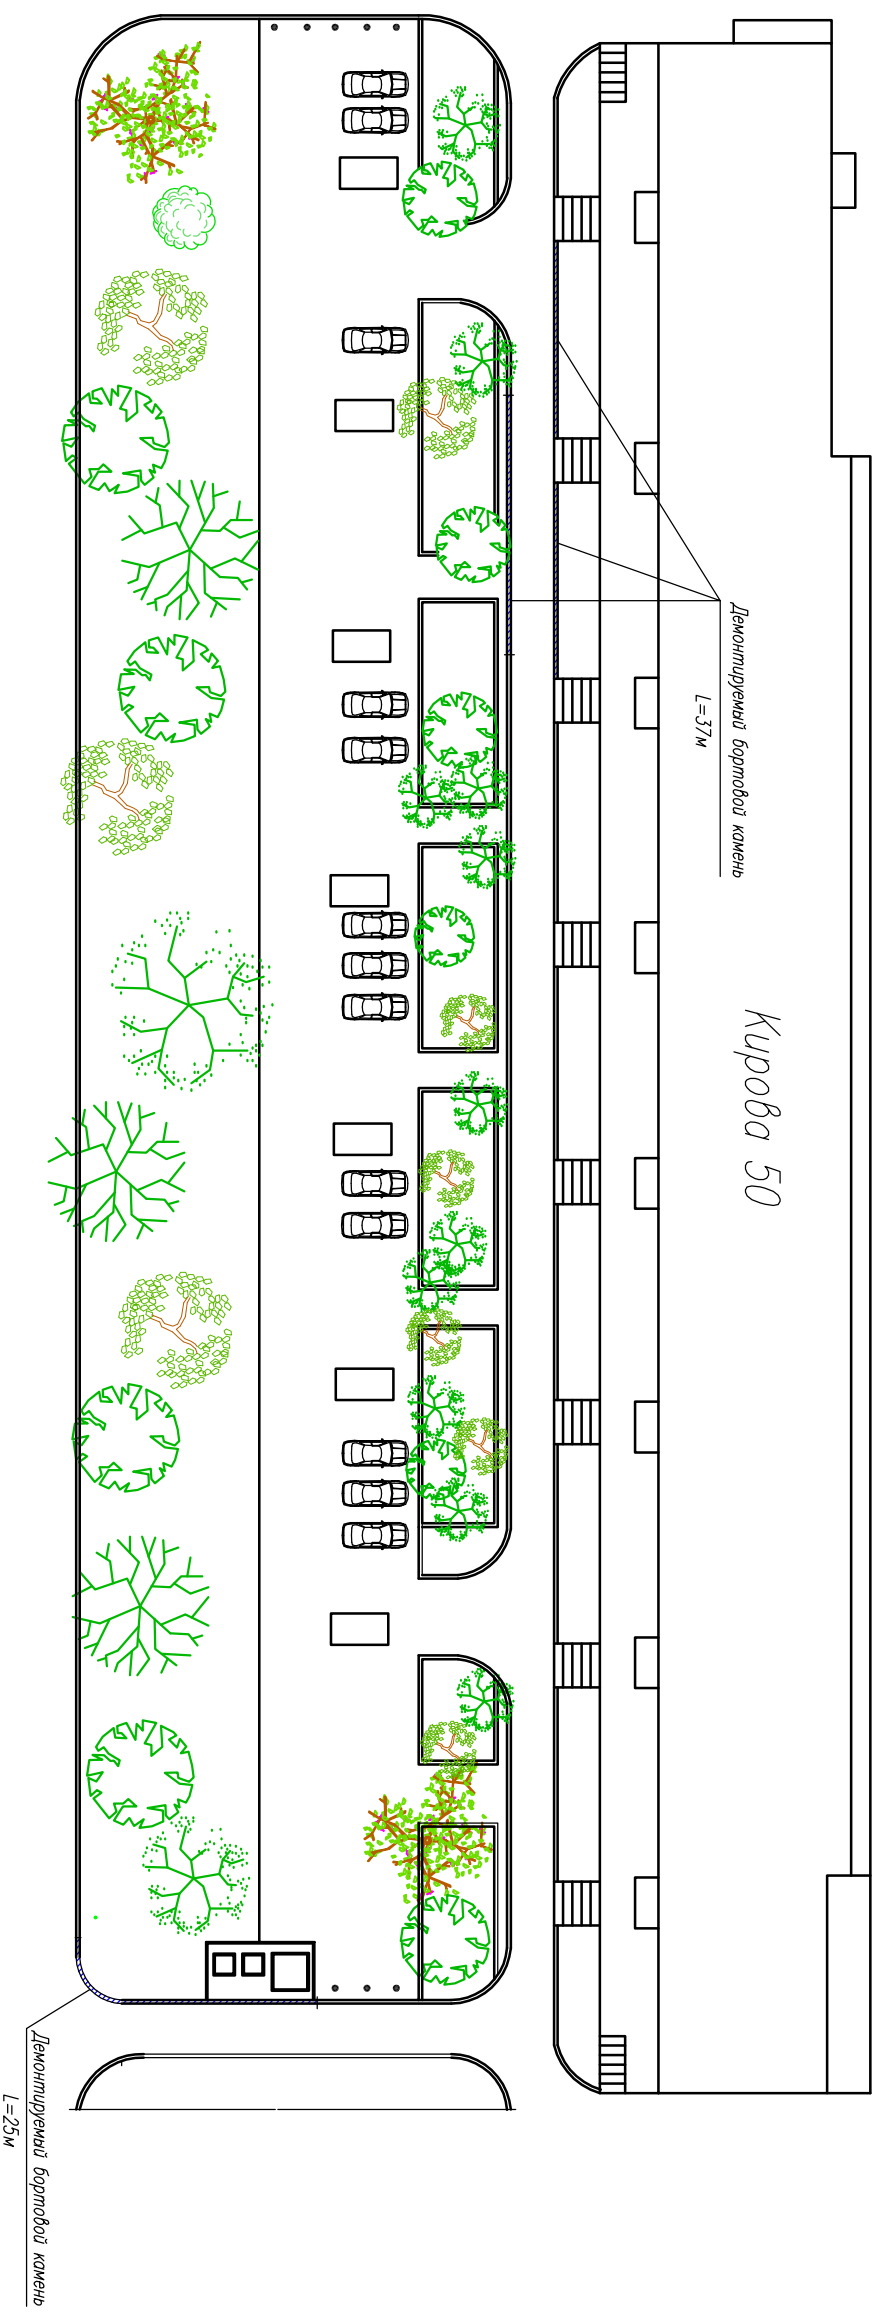 Демонтируемый бортовой камень
L=37м
Кирова 50
Демонтируемый бортовой камень
L=25м